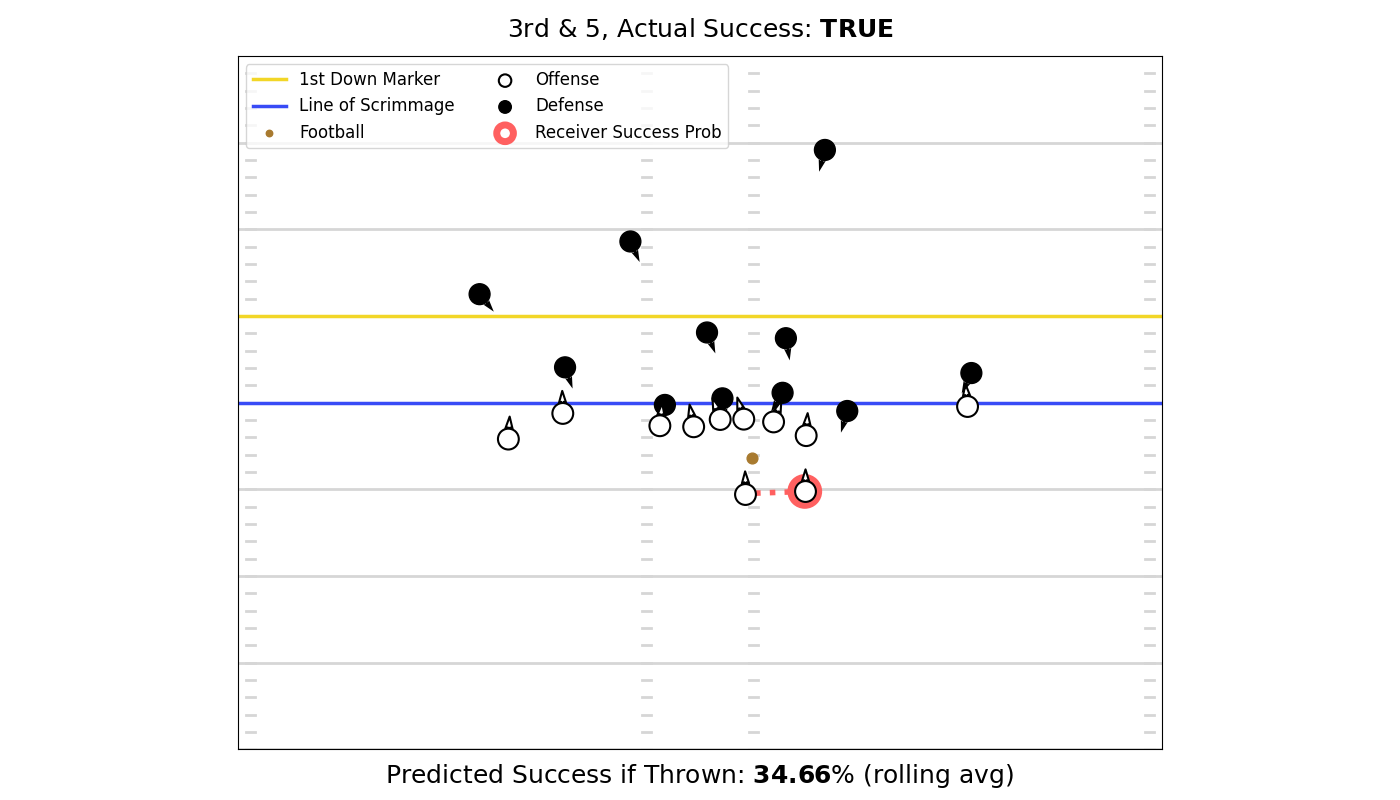 3rd & 5, Actual Success: TRUE
1st Down Marker
Line of Scrimmage
Football
Offense
Defense
Receiver Success Prob
Predicted Success if Thrown: 34.66% (rolling avg)